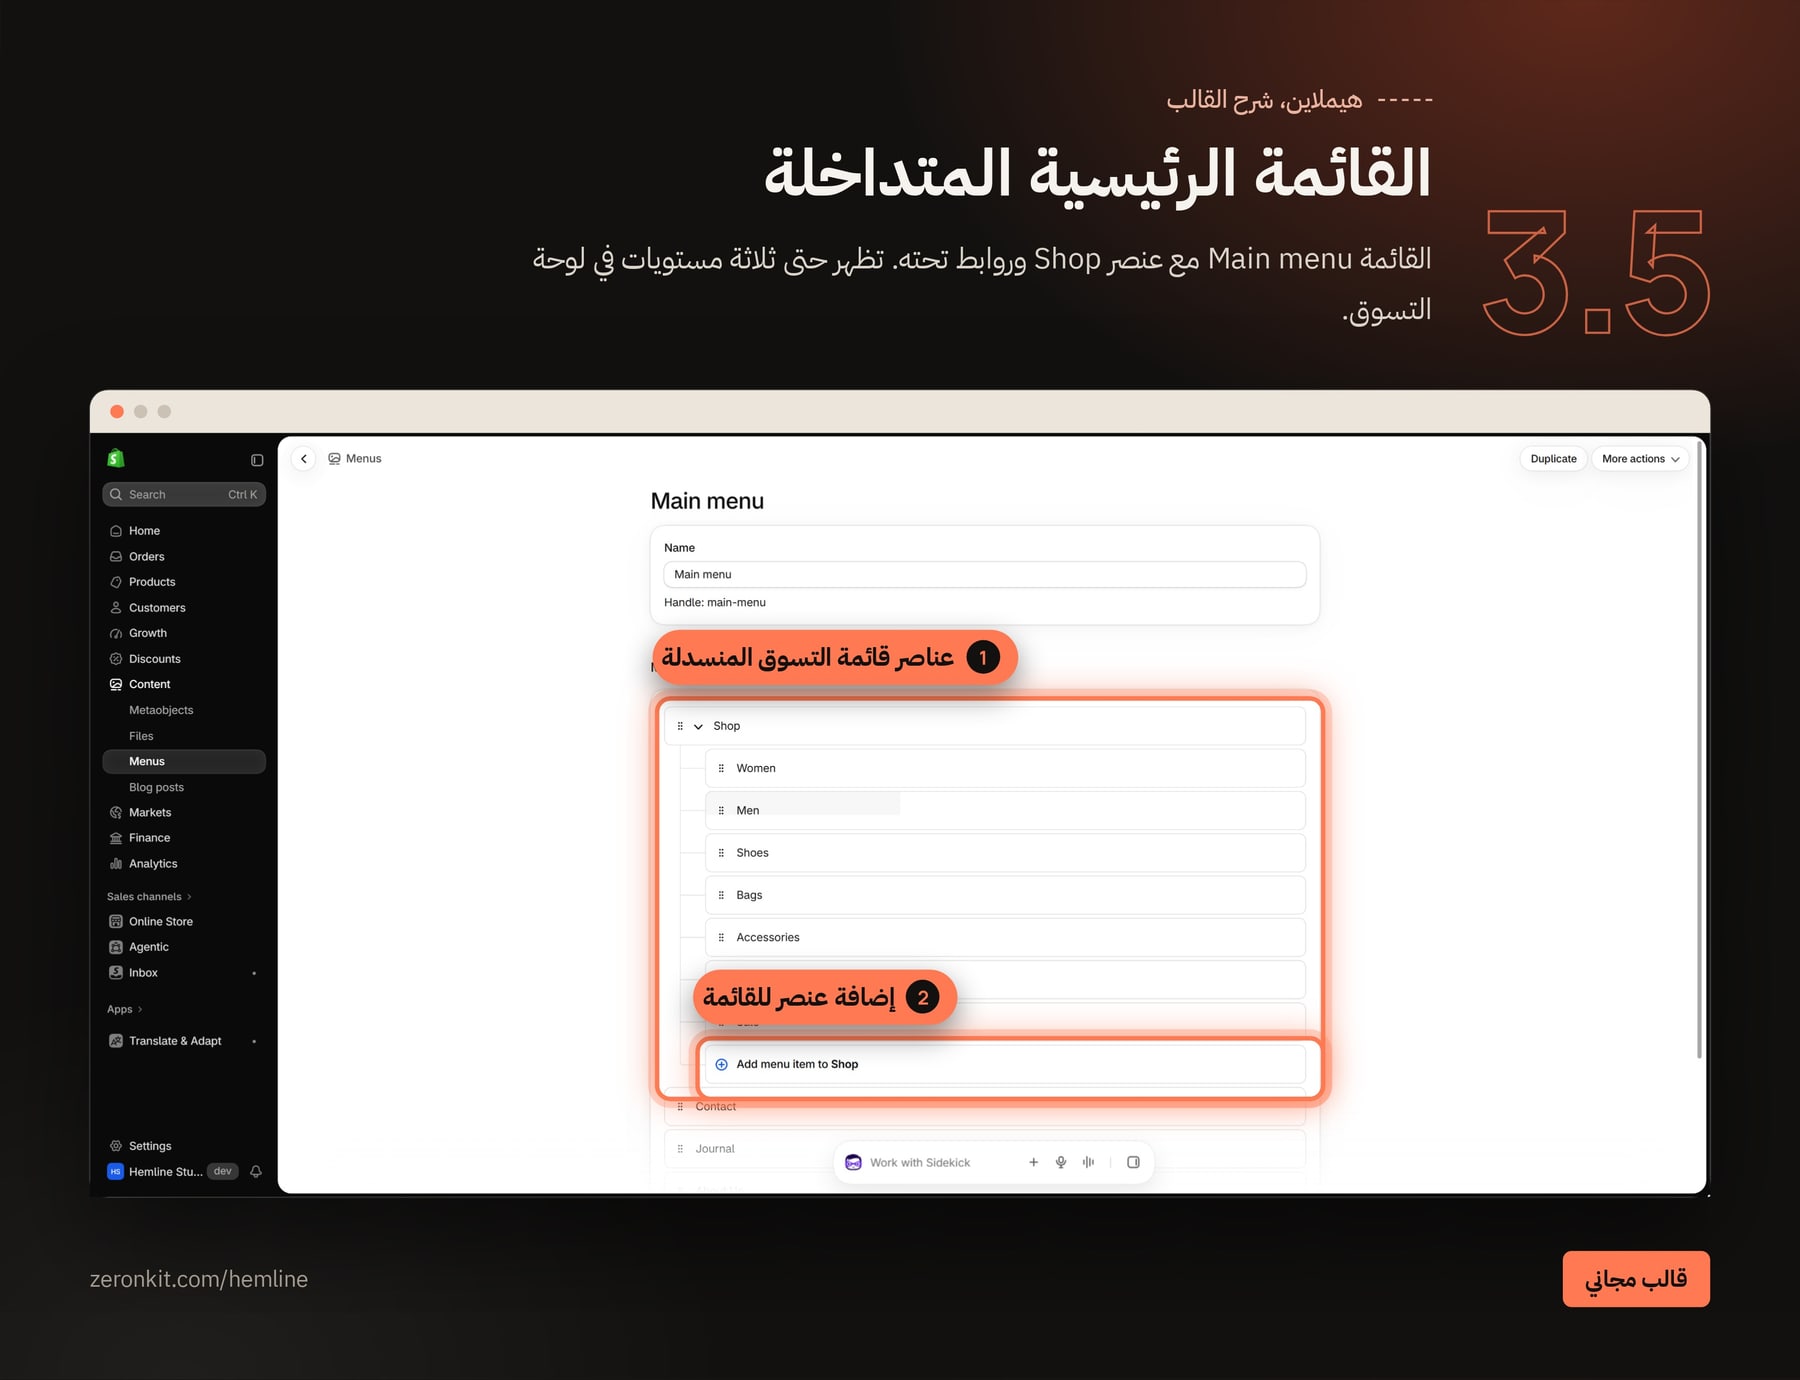 ----- هيملاين، شرح القالب
القائمة الرئيسية المتداخلة
3.5
القائمة Main menu مع عنصر Shop وروابط تحته. تظهر حتى ثلاثة مستويات في لوحة
التسوق.
Search Ctrl K
Home
Orders
Products
Customers
Growth
Discounts
Content
Metaobjects
Files
Menus
Blog posts
Markets
Finance
Analytics
Sales channels
Online Store
Agentic
Inbox
Apps
Translate & Adapt
Settings
HS Hemline Stu... dev
Menus
Duplicate
More actions
Main menu
Name
Main menu
Handle: main-menu
1 عناصر قائمة التسوق المنسدلة
Shop
Women
Men
Shoes
Bags
Accessories
2 إضافة عنصر للقائمة
Add menu item to Shop
Contact
Journal
Work with Sidekick
zeronkit.com/hemline
قالب مجاني